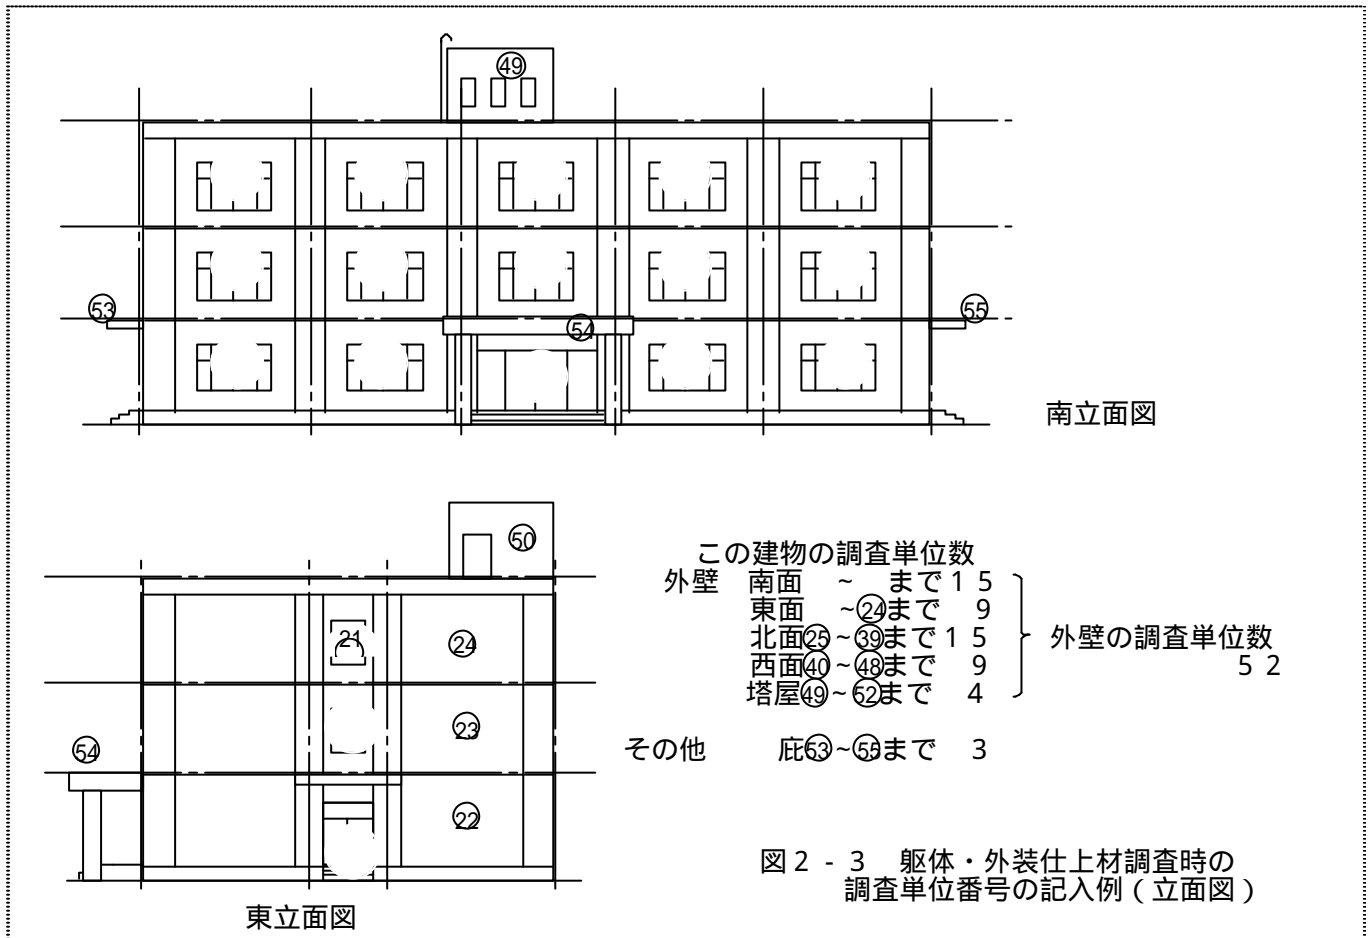 ㊾
㊳
54
55
南立面図
50
21
24
23
54
22
東立面図
この建物の調査単位数
外壁 南面 ~ まで15
東面 ~㉔まで 9
北面㉕~㊴まで15
西面㊵~㊽まで 9
塔屋㊾~52まで 4
外壁の調査単位数
52
その他 庇53~55まで 3
図2-3 躯体・外装仕上材調査時の
調査単位番号の記入例(立面図)